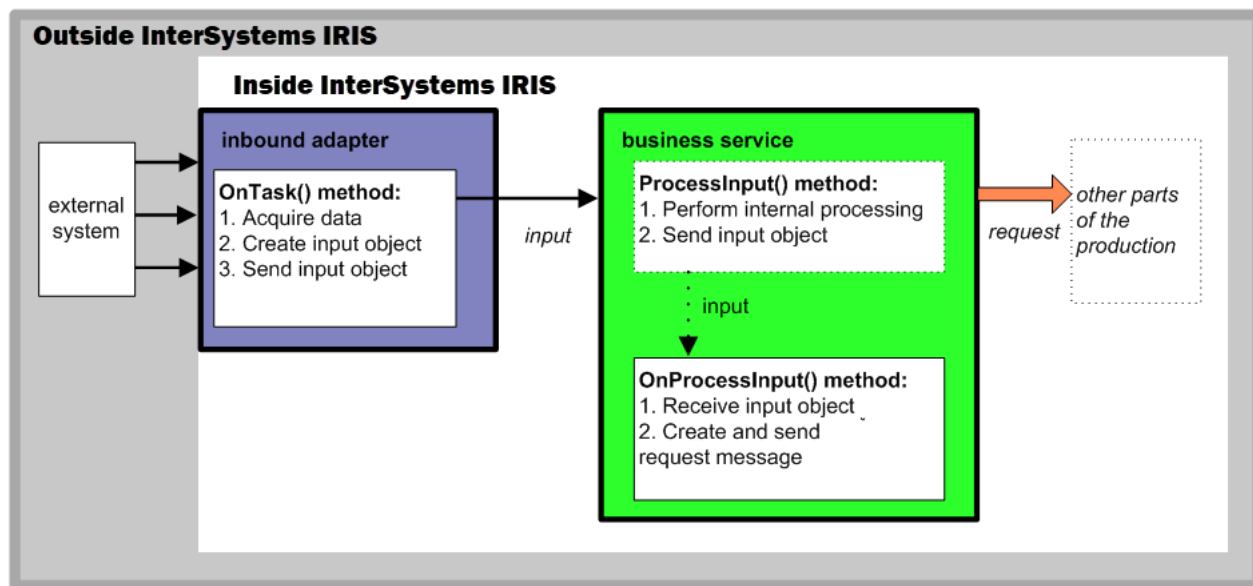 Outside InterSystems IRIS
Inside InterSystems IRIS
external
system
inbound adapter
OnTask() method:
1. Acquire data
2. Create input object
3. Send input object
input
business service
ProcessInput() method:
1. Perform internal processing
2. Send input object
input
OnProcessInput() method:
1. Receive input object
2. Create and send
request message
request
other parts
of the
production